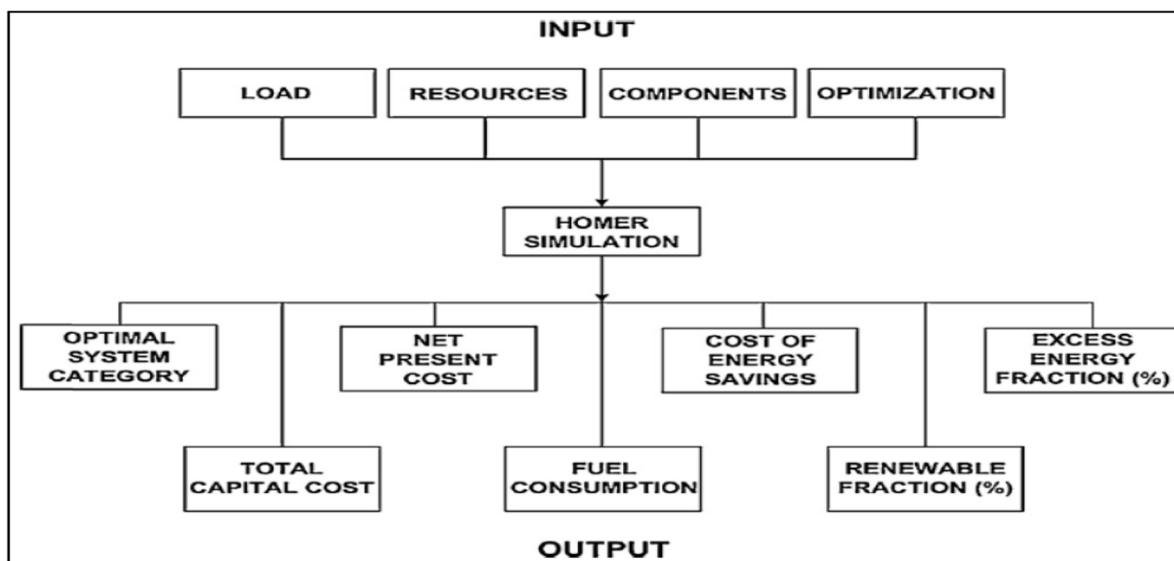 INPUT
LOAD
RESOURCES
COMPONENTS
OPTIMIZATION
HOMER
SIMULATION
OPTIMAL
SYSTEM
CATEGORY
NET
PRESENT
COST
COST OF
ENERGY
SAVINGS
EXCESS
ENERGY
FRACTION (%)
TOTAL
CAPITAL COST
FUEL
CONSUMPTION
RENEWABLE
FRACTION (%)
OUTPUT